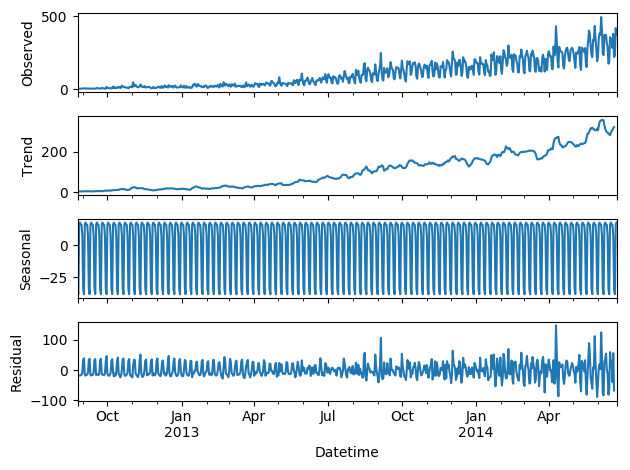 Observed
500
0
Trend
200
0
Seasonal
0
−25
Residual
100
0
−100
Oct Jan Apr Jul Oct Jan Apr
2013 2014
Datetime